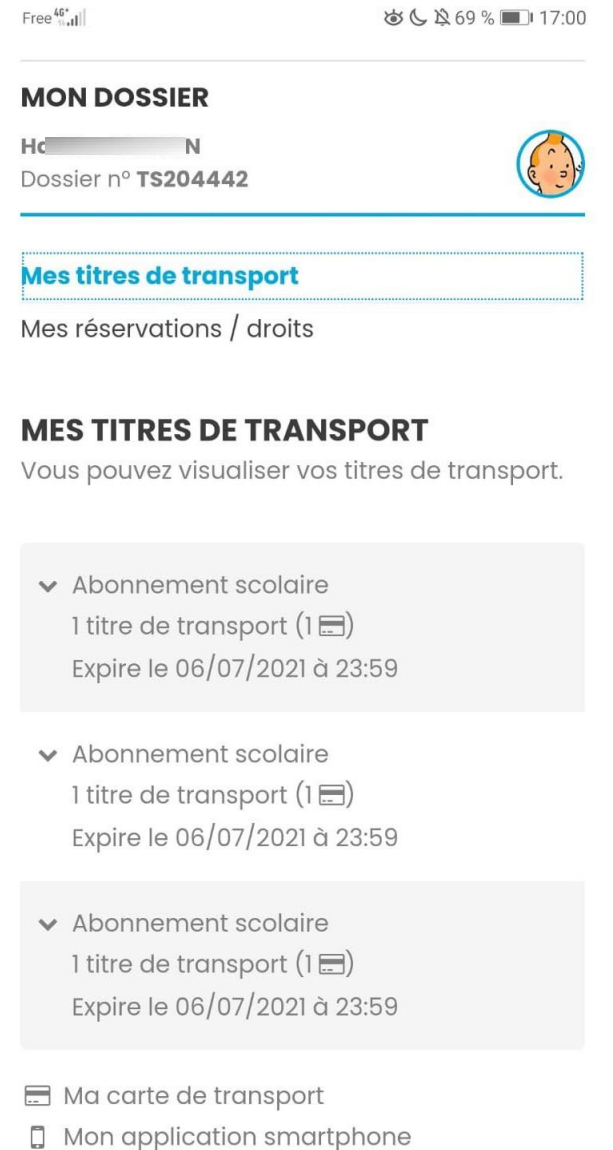 Free 4G+ 69 % 17:00
MON DOSSIER
Dossier n° TS204442
Mes titres de transport
Mes réservations / droits
MES TITRES DE TRANSPORT
Vous pouvez visualiser vos titres de transport.
Abonnement scolaire
1 titre de transport (1)
Expire le 06/07/2021 à 23:59
Abonnement scolaire
1 titre de transport (1)
Expire le 06/07/2021 à 23:59
Abonnement scolaire
1 titre de transport (1)
Expire le 06/07/2021 à 23:59
Ma carte de transport
Mon application smartphone